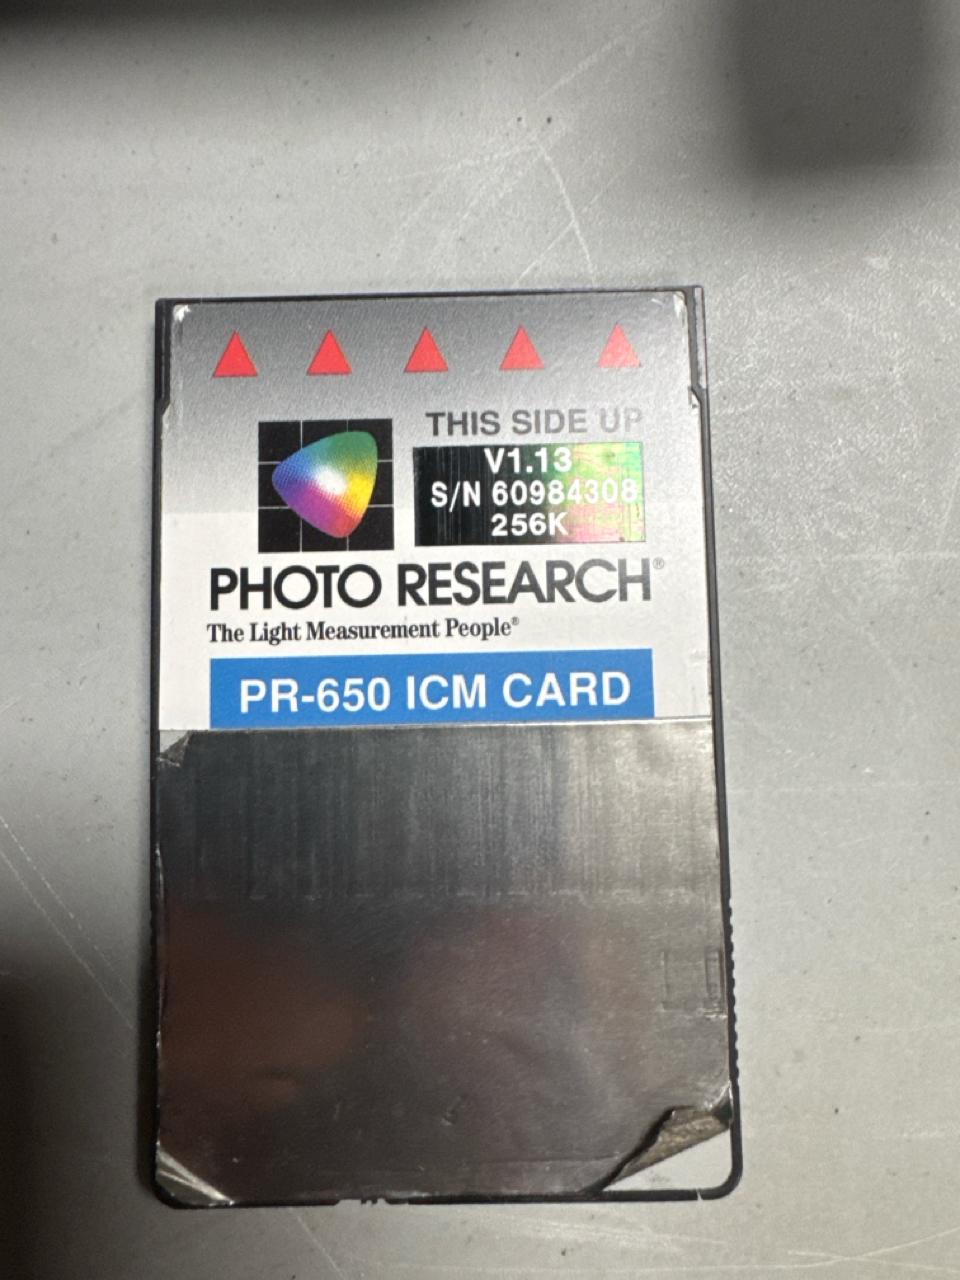 THIS SIDE UP
V1.13
S/N 60984308
256K
PHOTO RESEARCH®
The Light Measurement People®
PR-650 ICM CARD